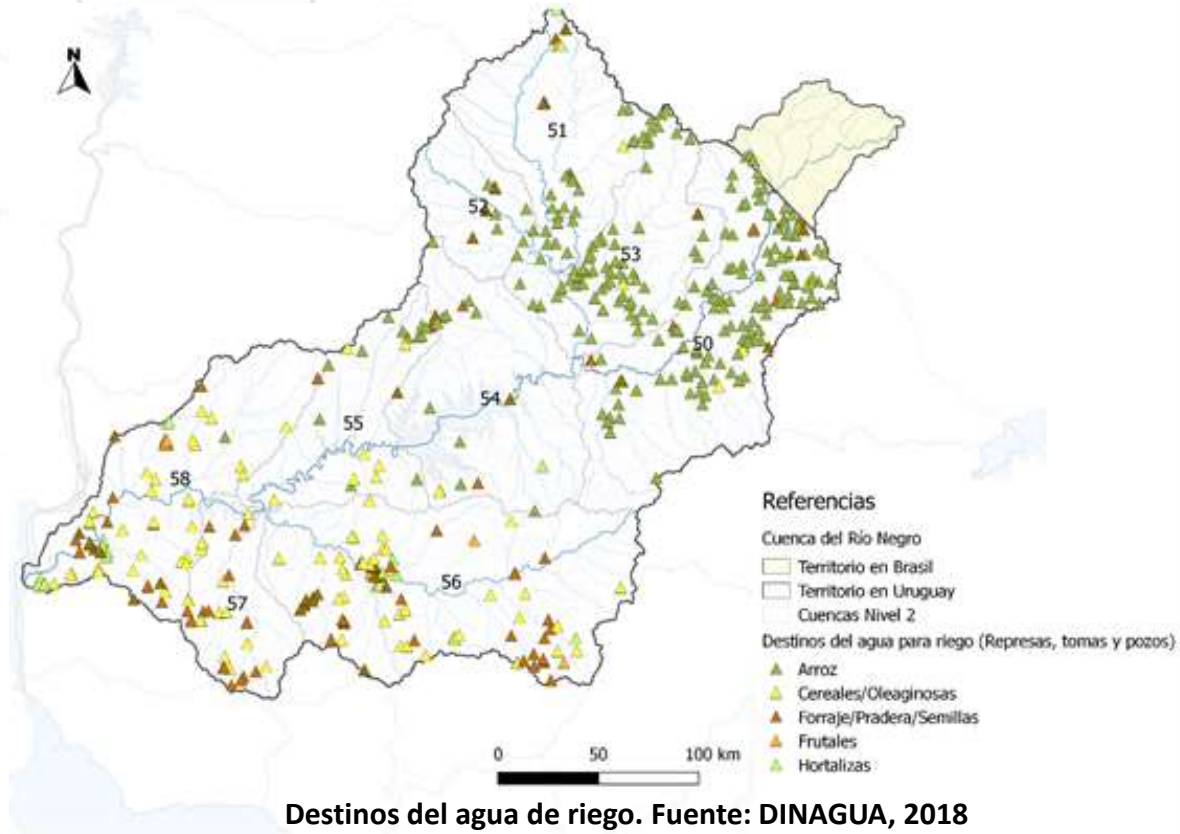 N
51
52
53
50
54
55
58
56
57
Referencias
Cuenca del Río Negro
Territorio en Brasil
Territorio en Uruguay
Cuencas Nivel 2
Destinos del agua para riego (Represas, tomas y pozos)
Arroz
Cereales/Oleaginosas
Forraje/Pradera/Semillas
Frutales
Hortalizas
0 50 100 km
Destinos del agua de riego. Fuente: DINAGUA, 2018